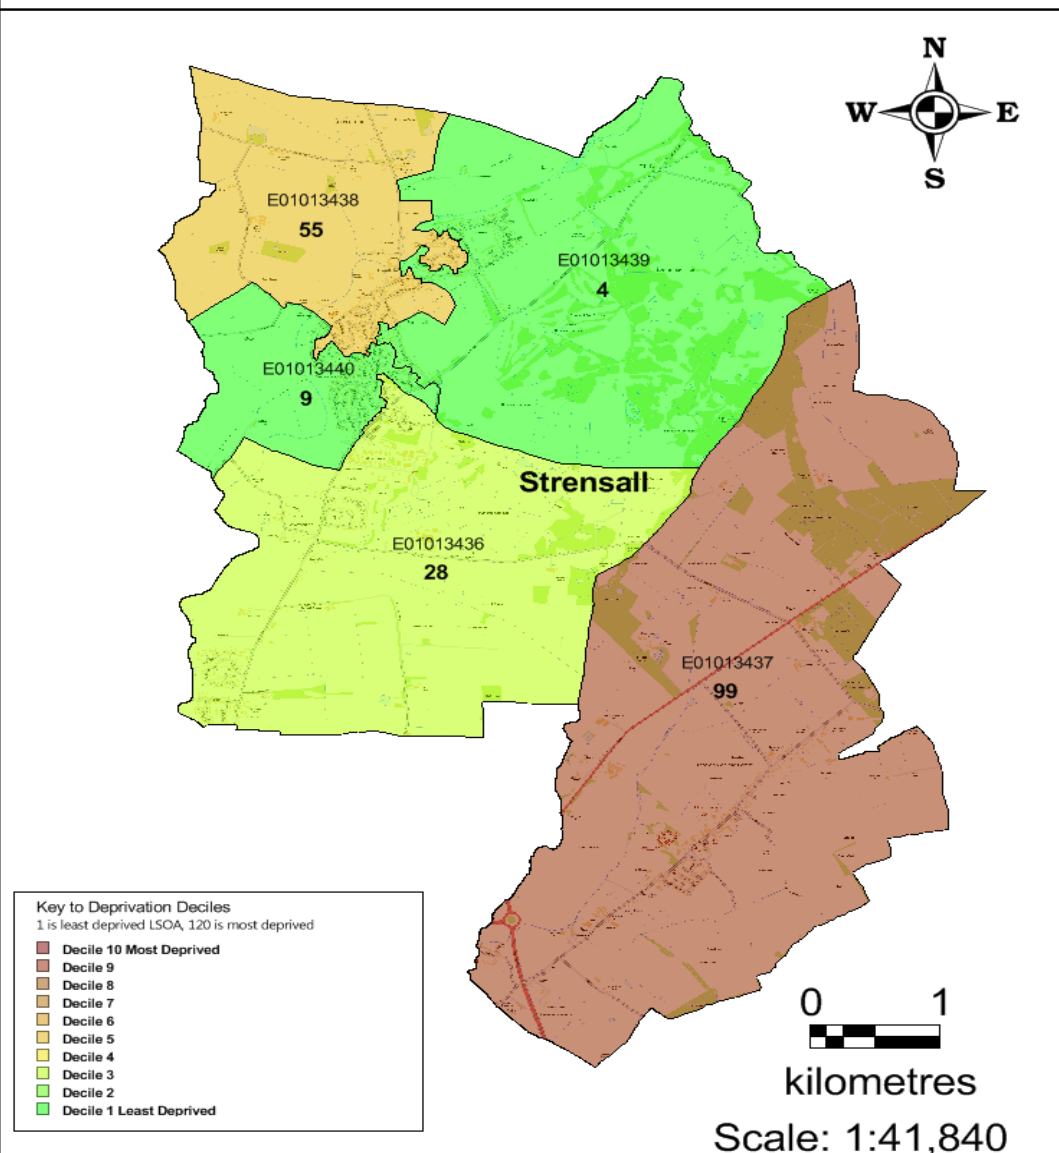 N
W E
S
E01013438
55
E01013439
4
E01013440
9
Strensall
E01013436
28
E01013437
99
Key to Deprivation Deciles
1 is least deprived LSOA, 120 is most deprived
Decile 10 Most Deprived
Decile 9
Decile 8
Decile 7
Decile 6
Decile 5
Decile 4
Decile 3
Decile 2
Decile 1 Least Deprived
0 1
kilometres
Scale: 1:41,840